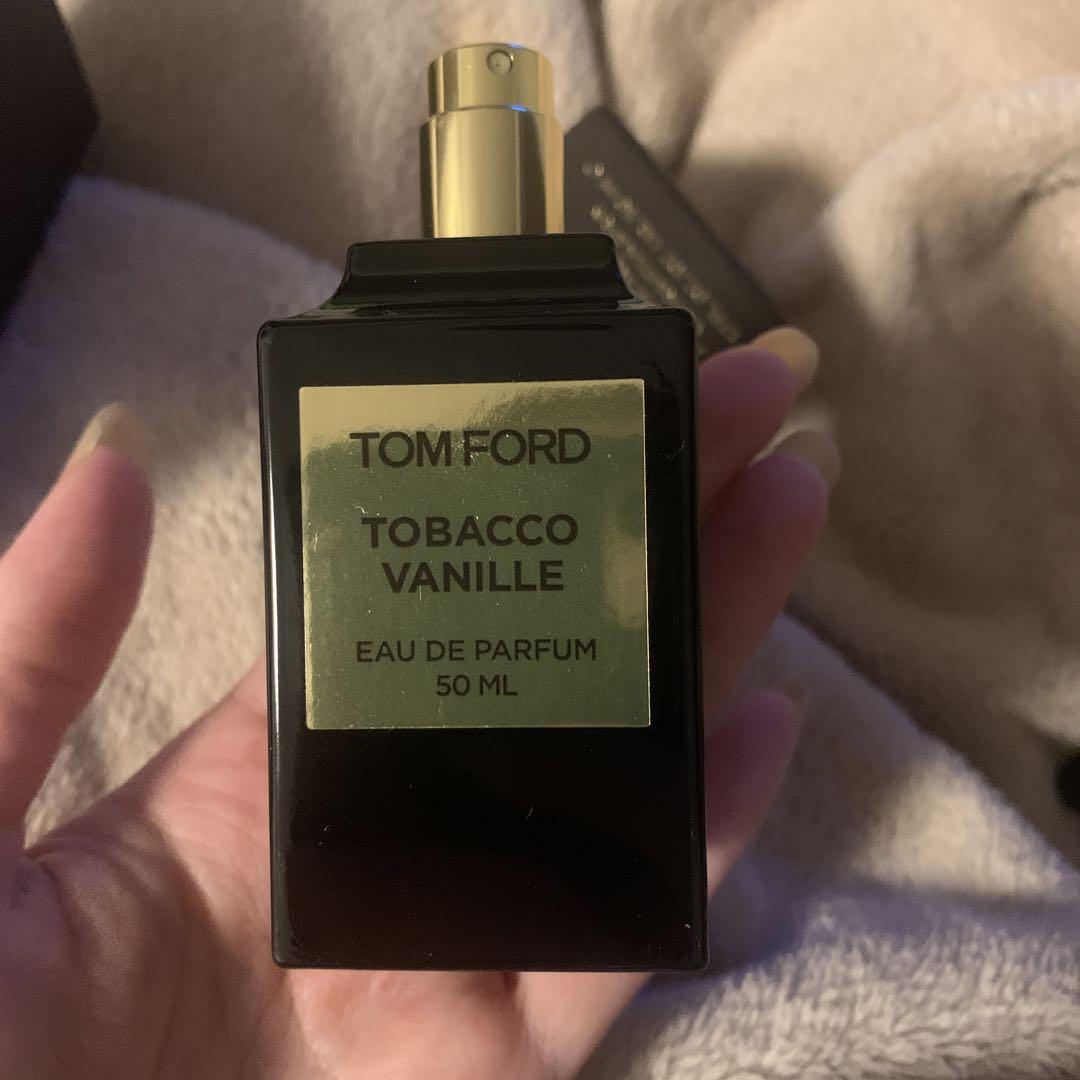 TOM FORD
TOBACCO
VANILLE
EAU DE PARFUM
50 ML